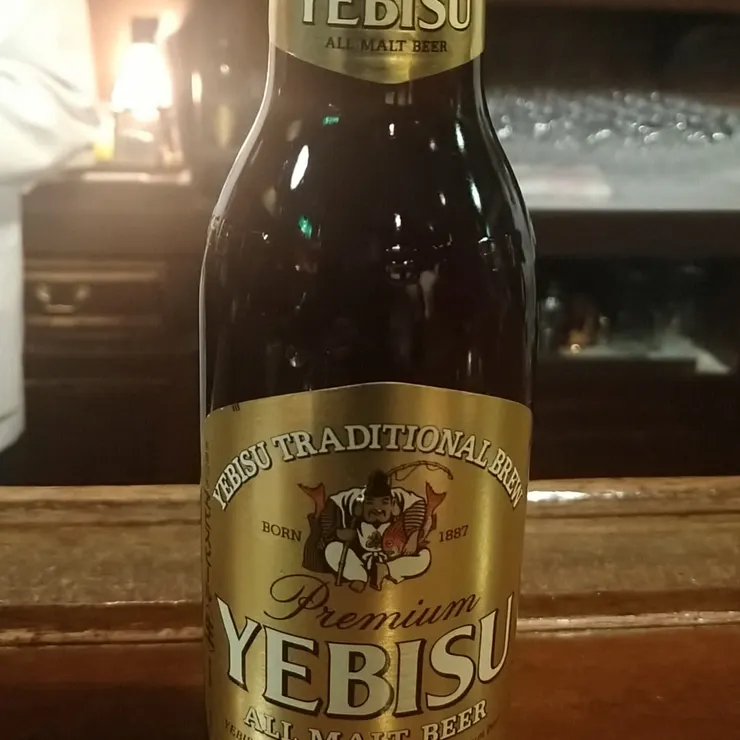 YEBISU
ALL MALT BEER
YEBISU TRADITIONAL BREW
BORN 1887
Premium
YEBISU
ALL MALT BEER